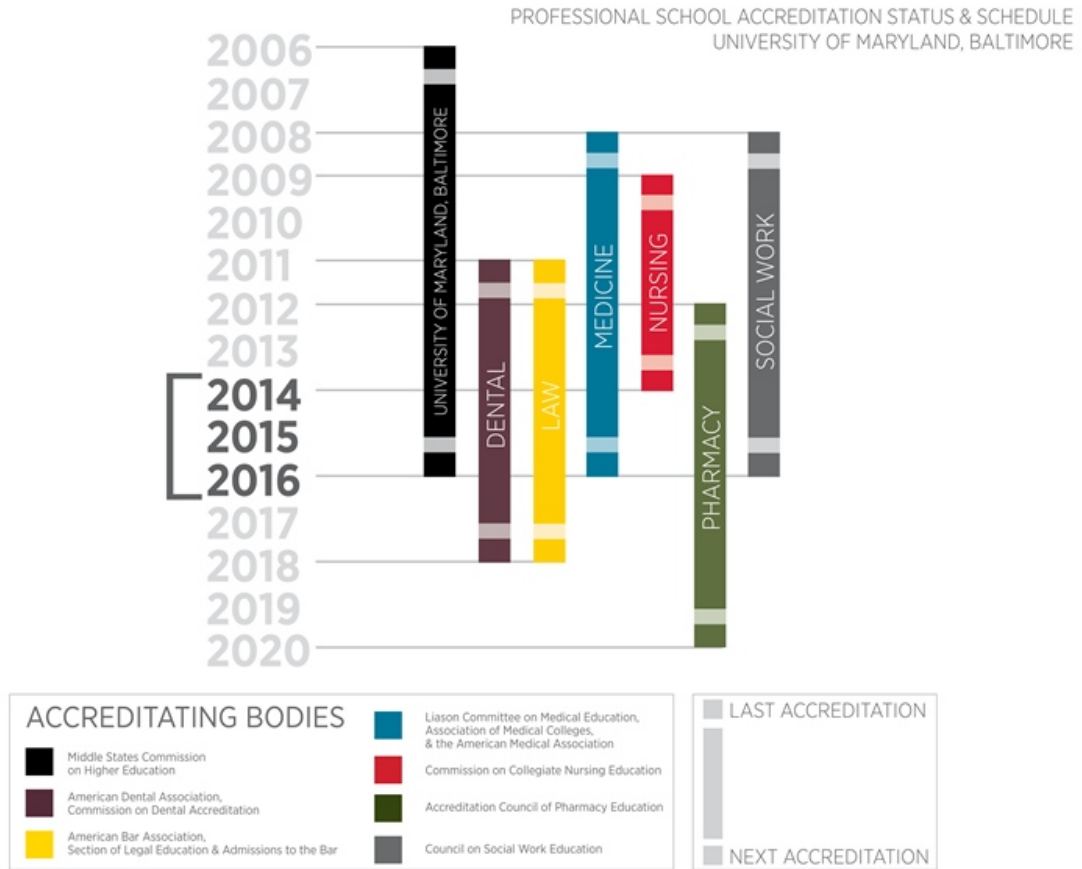 PROFESSIONAL SCHOOL ACCREDITATION STATUS & SCHEDULE
UNIVERSITY OF MARYLAND, BALTIMORE
2006
2007
2008
2009
2010
2011
2012
2013
2014
2015
2016
2017
2018
2019
2020
UNIVERSITY OF MARYLAND, BALTIMORE
DENTAL
LAW
MEDICINE
NURSING
PHARMACY
SOCIAL WORK
ACCREDITATING BODIES
Middle States Commission
on Higher Education
American Dental Association,
Commission on Dental Accreditation
American Bar Association,
Section of Legal Education & Admissions to the Bar
Liason Committee on Medical Education,
Association of Medical Colleges,
& the American Medical Association
Commission on Collegiate Nursing Education
Accreditation Council of Pharmacy Education
Council on Social Work Education
LAST ACCREDITATION
NEXT ACCREDITATION